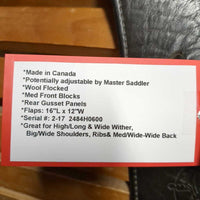 *Made in Canada
*Potentially adjustable by Master Saddler
*Wool Flocked
*Med Front Blocks
*Rear Gusset Panels
*Flaps: 16"L x 12"W
*Serial #: 2-17  2484H0600
*Great for High/Long & Wide Wither,
Big/Wide Shoulders, Ribs& Med/Wide-Wide Back